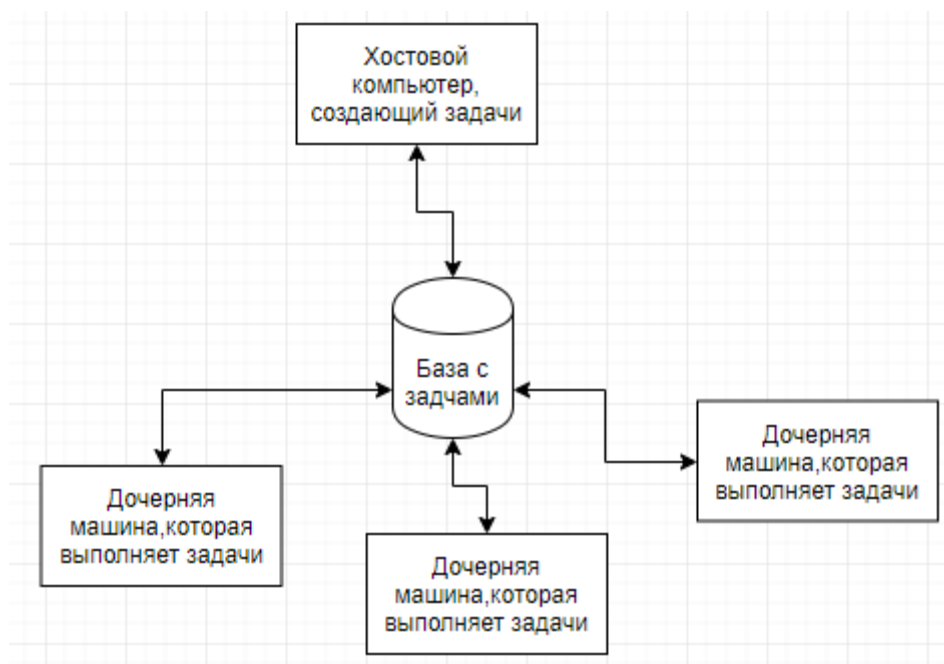 Хостовой
компьютер,
создающий задачи
База с
задчами
Дочерняя
машина,которая
выполняет задачи
Дочерняя
машина,которая
выполняет задачи
Дочерняя
машина,которая
выполняет задачи